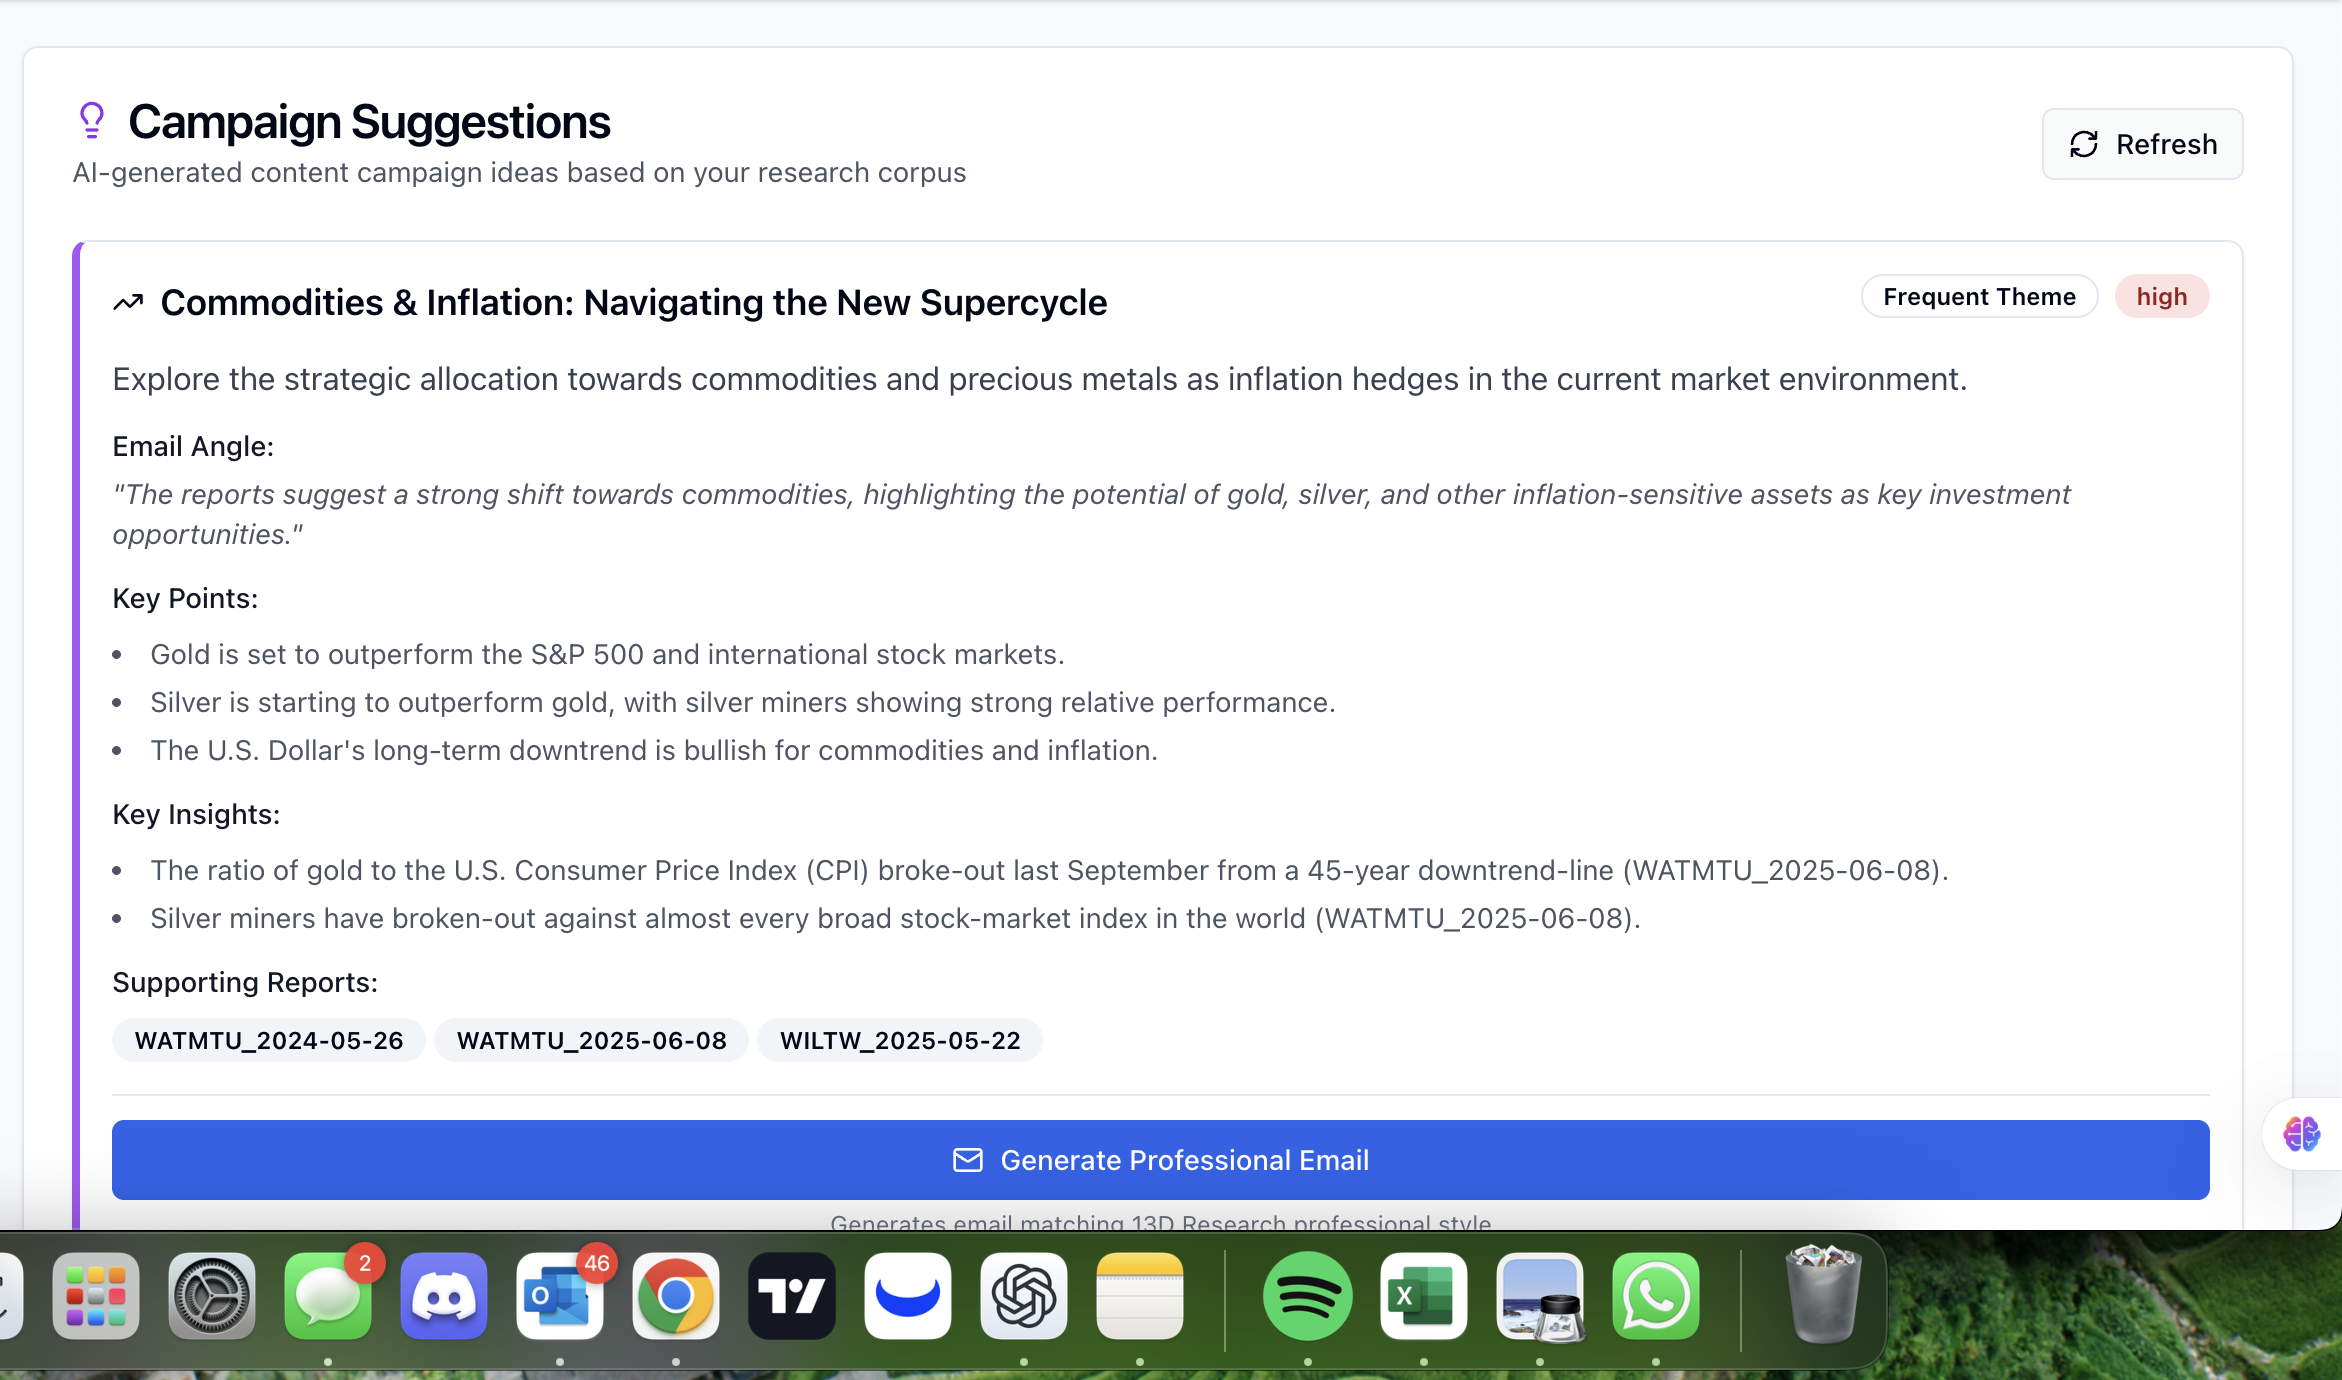 Campaign Suggestions
AI-generated content campaign ideas based on your research corpus
Refresh
Commodities & Inflation: Navigating the New Supercycle
Frequent Theme
high
Explore the strategic allocation towards commodities and precious metals as inflation hedges in the current market environment.
Email Angle:
"The reports suggest a strong shift towards commodities, highlighting the potential of gold, silver, and other inflation-sensitive assets as key investment
opportunities."
Key Points:
• Gold is set to outperform the S&P 500 and international stock markets.
• Silver is starting to outperform gold, with silver miners showing strong relative performance.
• The U.S. Dollar's long-term downtrend is bullish for commodities and inflation.
Key Insights:
• The ratio of gold to the U.S. Consumer Price Index (CPI) broke-out last September from a 45-year downtrend-line (WATMTU_2025-06-08).
• Silver miners have broken-out against almost every broad stock-market index in the world (WATMTU_2025-06-08).
Supporting Reports:
WATMTU_2024-05-26
WATMTU_2025-06-08
WILTW_2025-05-22
Generate Professional Email
Generates email matching 13D Research professional style
2
46
O
X